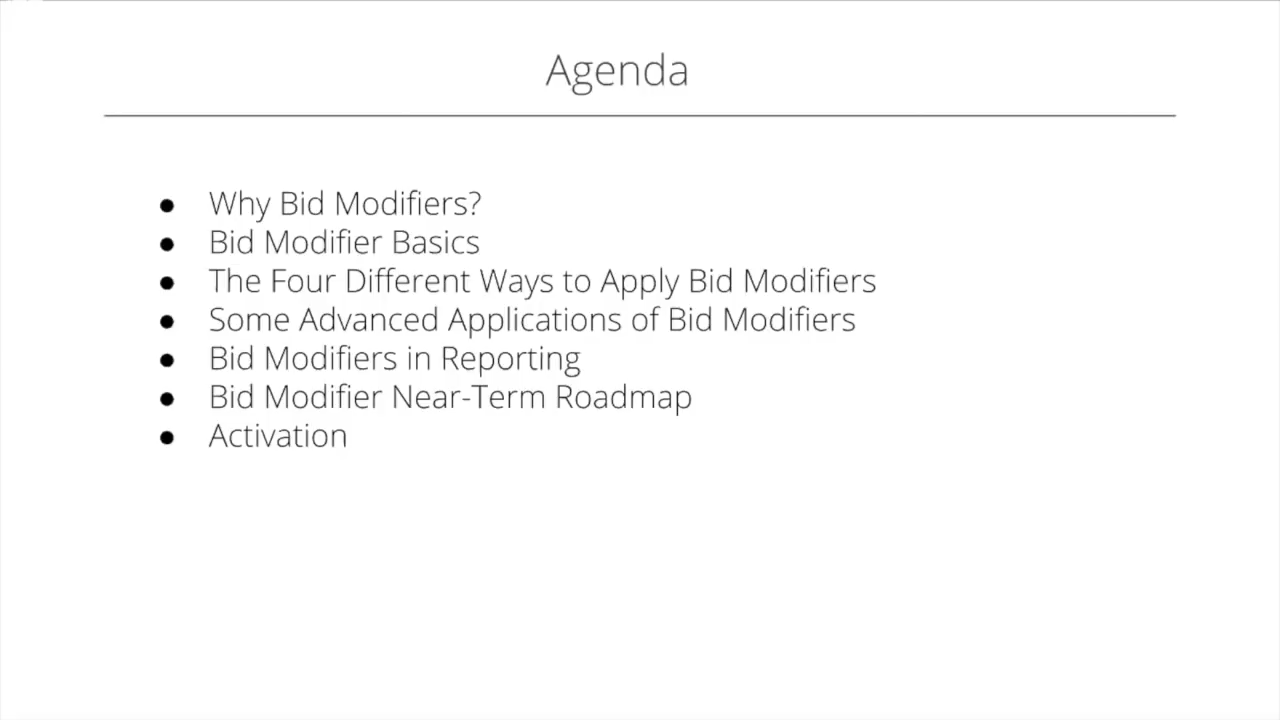 Agenda
● Why Bid Modifiers?
● Bid Modifier Basics
● The Four Different Ways to Apply Bid Modifiers
● Some Advanced Applications of Bid Modifiers
● Bid Modifiers in Reporting
● Bid Modifier Near-Term Roadmap
● Activation